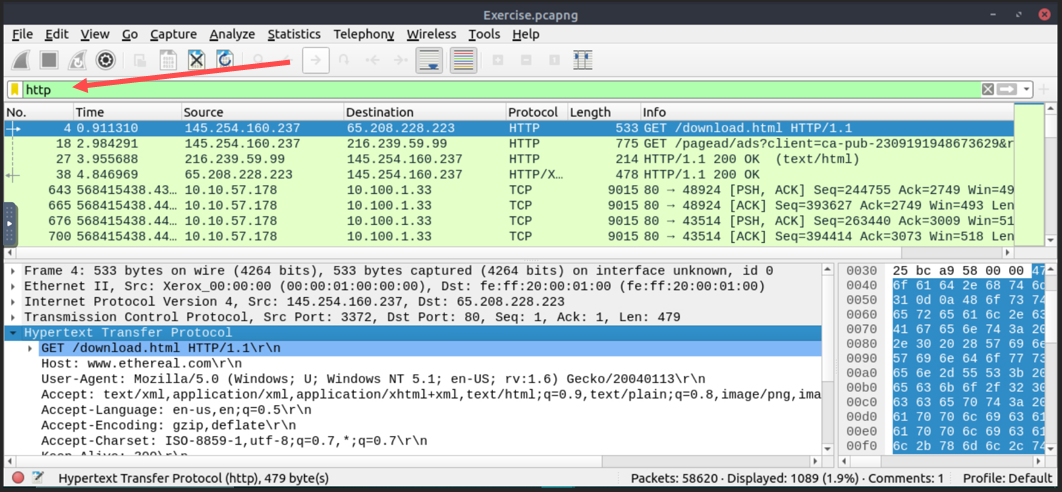 Exercise.pcapng
File Edit View Go Capture Analyze Statistics Telephony Wireless Tools Help
http
No. Time Source Destination Protocol Length Info
4 0.911310 145.254.160.237 65.208.228.223 HTTP 533 GET /download.html HTTP/1.1
18 2.984291 145.254.160.237 216.239.59.99 HTTP 775 GET /pagead/ads?client=ca-pub-2309191948673629&r
27 3.955688 216.239.59.99 145.254.160.237 HTTP 214 HTTP/1.1 200 OK (text/html)
38 4.846969 65.208.228.223 145.254.160.237 HTTP/X… 478 HTTP/1.1 200 OK
643 568415438.43… 10.10.57.178 10.100.1.33 TCP 9015 80 → 48924 [PSH, ACK] Seq=244755 Ack=2749 Win=49
665 568415438.44… 10.10.57.178 10.100.1.33 TCP 9015 80 → 48924 [ACK] Seq=393627 Ack=2749 Win=493 Len
676 568415438.44… 10.10.57.178 10.100.1.33 TCP 9015 80 → 43514 [PSH, ACK] Seq=263440 Ack=3009 Win=51
700 568415438.44… 10.10.57.178 10.100.1.33 TCP 9015 80 → 43514 [ACK] Seq=394414 Ack=3073 Win=518 Len
Frame 4: 533 bytes on wire (4264 bits), 533 bytes captured (4264 bits) on interface unknown, id 0
Ethernet II, Src: Xerox_00:00:00 (00:00:01:00:00:00), Dst: fe:ff:20:00:01:00 (fe:ff:20:00:01:00)
Internet Protocol Version 4, Src: 145.254.160.237, Dst: 65.208.228.223
Transmission Control Protocol, Src Port: 3372, Dst Port: 80, Seq: 1, Ack: 1, Len: 479
Hypertext Transfer Protocol
GET /download.html HTTP/1.1\r\n
Host: www.ethereal.com\r\n
User-Agent: Mozilla/5.0 (Windows; U; Windows NT 5.1; en-US; rv:1.6) Gecko/20040113\r\n
Accept: text/xml,application/xml,application/xhtml+xml,text/html;q=0.9,text/plain;q=0.8,image/png,ima
Accept-Language: en-us,en;q=0.5\r\n
Accept-Encoding: gzip,deflate\r\n
Accept-Charset: ISO-8859-1,utf-8;q=0.7,*;q=0.7\r\n
Keep-Alive: 300\r\n
0030 25 bc a9 58 00 00 47
0040 6f 61 64 2e 68 74 6d
0050 31 0d 0a 48 6f 73 74
0060 65 72 65 61 6c 2e 63
0070 41 67 65 6e 74 3a 20
0080 2e 30 20 28 57 69 6e
0090 57 69 6e 64 6f 77 73
00a0 65 6e 2d 55 53 3b 20
00b0 65 63 6b 6f 2f 32 30
00c0 63 63 65 70 74 3a 20
00d0 61 70 70 6c 69 63 61
00e0 61 70 70 6c 69 63 61
00f0 6c 2b 78 6d 6c 2c 74
Hypertext Transfer Protocol (http), 479 byte(s)
Packets: 58620 · Displayed: 1089 (1.9%) · Comments: 1
Profile: Default